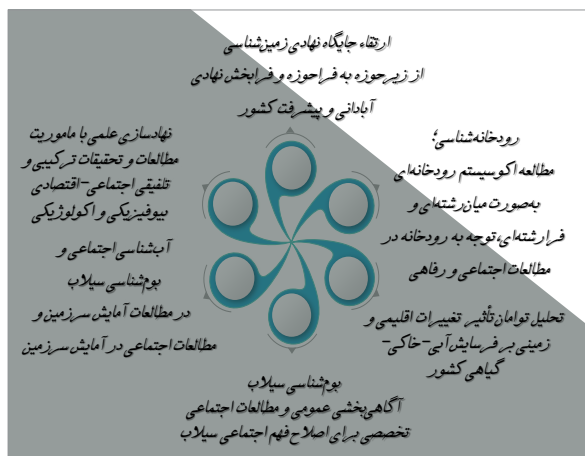 ارتقاء جایگاه نهادی زمین‌شناسی
از زیرحوزه به فراحوزه و فرابخش نهادی
آبادانی و پیشرفت کشور
رودخانه‌شناسی؛
مطالعه اکوسیستم رودخانه‌ای
به‌صورت میان‌رشته‌ای و
فرارشته‌ای، توجه به رودخانه در
مطالعات اجتماعی و رفاهی
تحلیل توامان تأثیر تغییرات اقلیمی و
زمینی بر فرسایش آبی-خاکی-
گیاهی کشور
بوم‌شناسی سیلاب
آگاهی‌بخشی عمومی و مطالعات اجتماعی
تخصصی برای اصلاح فهم اجتماعی سیلاب
آب‌شناسی اجتماعی و
بوم‌شناسی سیلاب
در مطالعات آمایش سرزمین و
مطالعات اجتماعی در آمایش سرزمین
نهادسازی علمی با ماموریت
مطالعات و تحقیقات ترکیبی و
تلفیقی اجتماعی-اقتصادی
بیوفیزیکی و اکولوژیکی